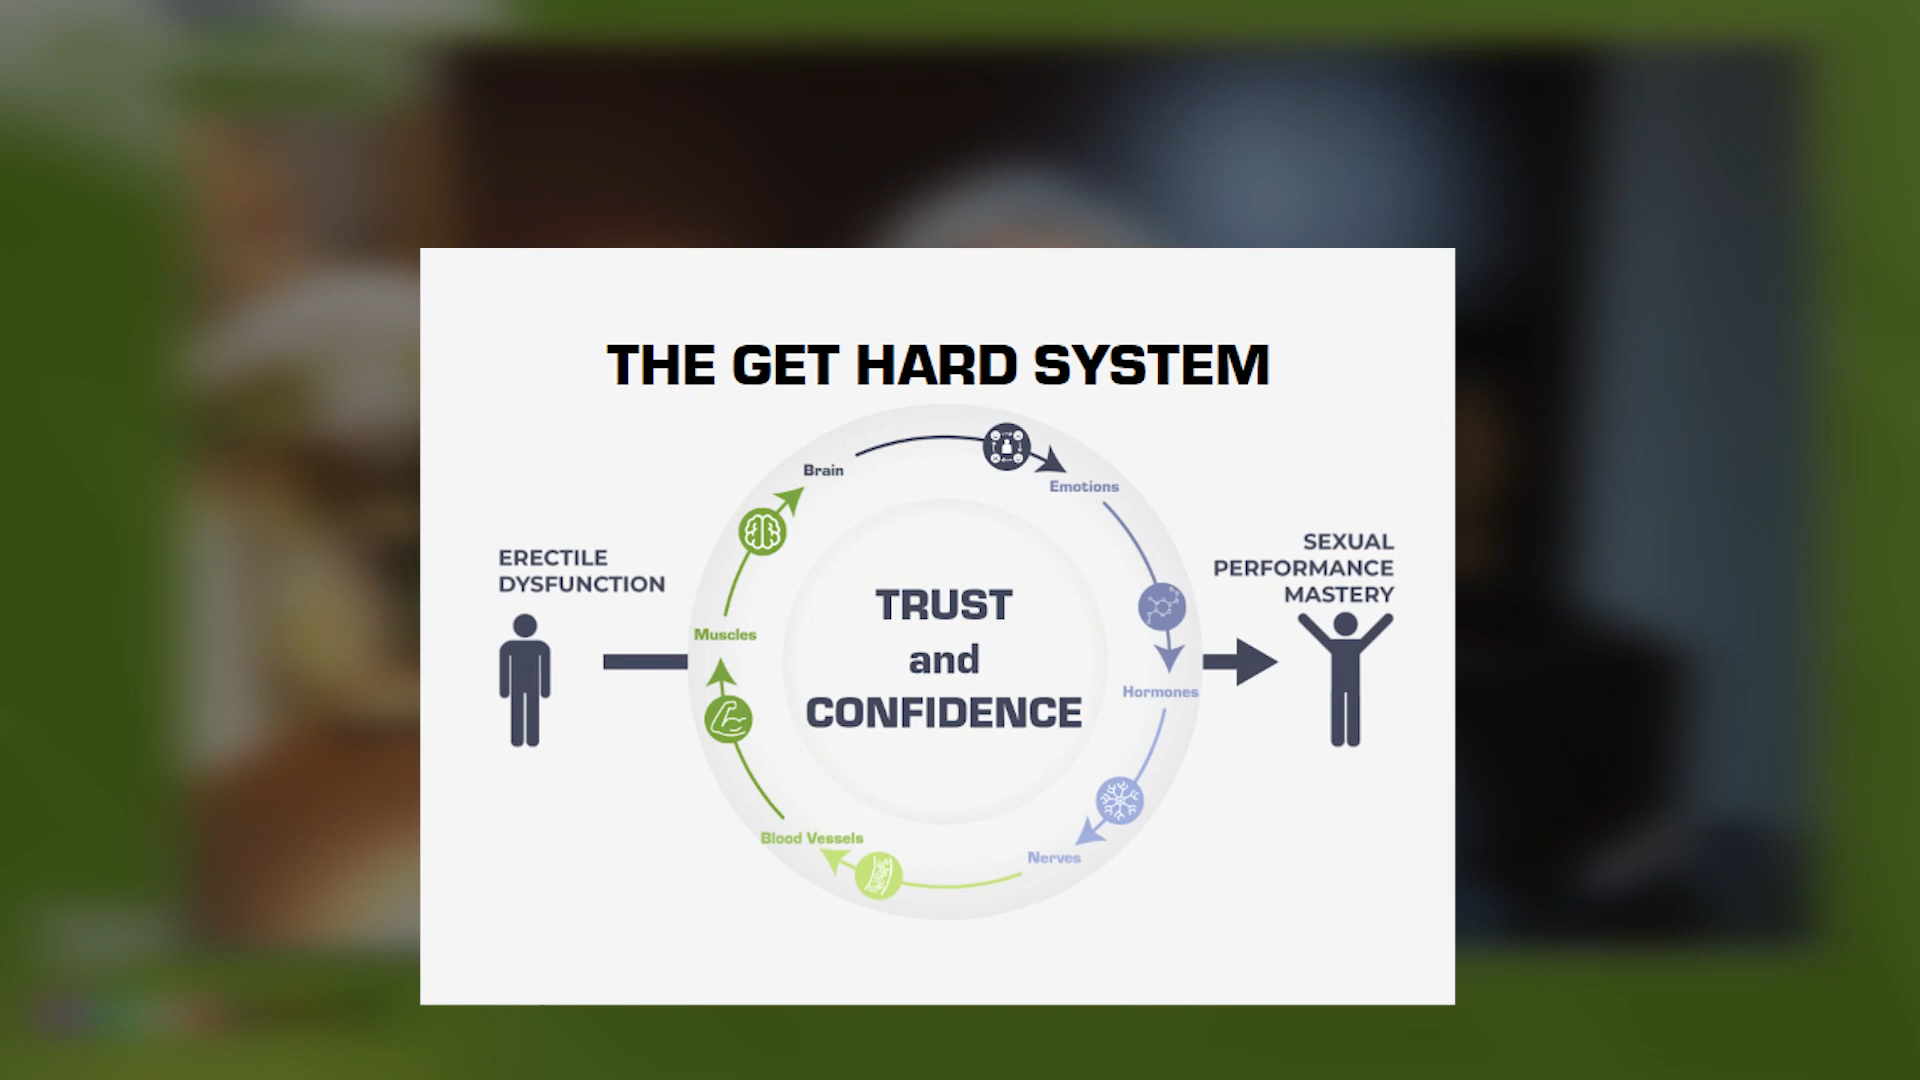 THE GET HARD SYSTEM
Brain
Emotions
ERECTILE
DYSFUNCTION
SEXUAL
PERFORMANCE
MASTERY
TRUST
and
CONFIDENCE
Muscles
Hormones
Blood Vessels
Nerves